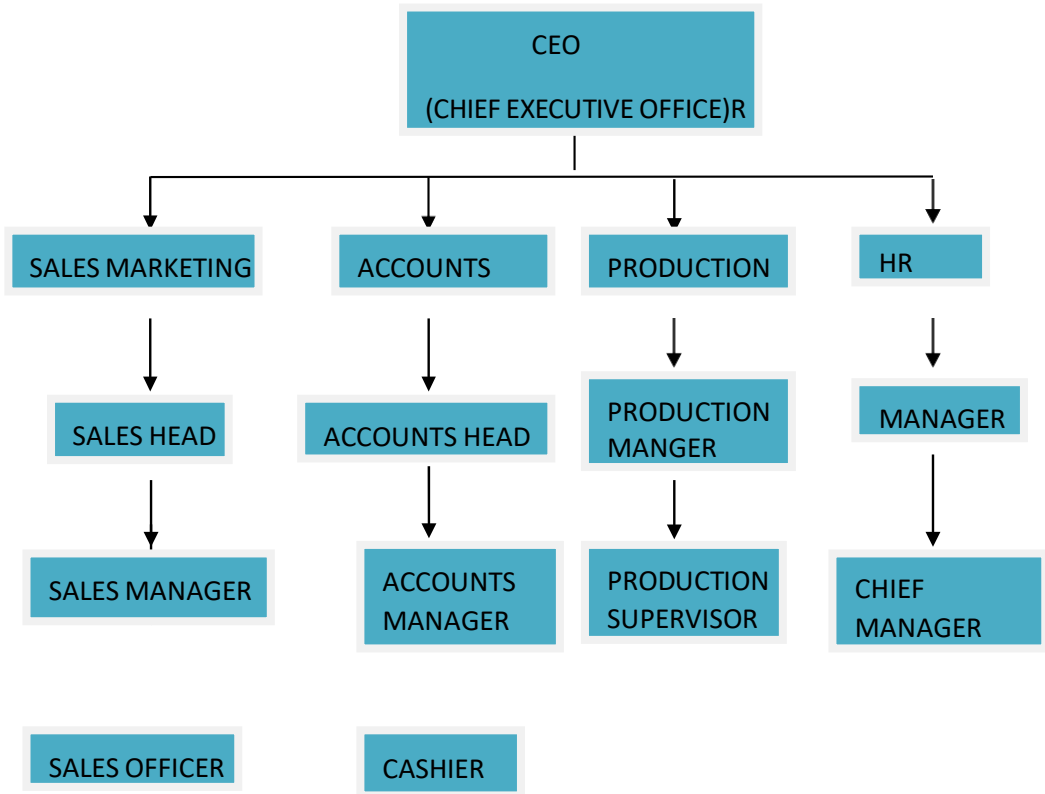 CEO
(CHIEF EXECUTIVE OFFICE)R
SALES MARKETING
ACCOUNTS
PRODUCTION
HR
SALES HEAD
ACCOUNTS HEAD
PRODUCTION
MANGER
MANAGER
SALES MANAGER
ACCOUNTS
MANAGER
PRODUCTION
SUPERVISOR
CHIEF
MANAGER
SALES OFFICER
CASHIER